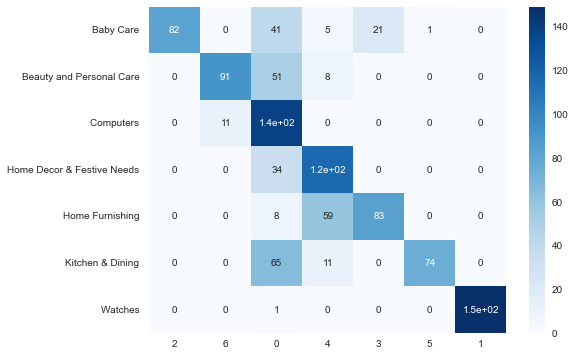 Baby Care 82 0 41 5 21 1 0
Beauty and Personal Care 0 91 51 8 0 0 0
Computers 0 11 1.4e+02 0 0 0 0
Home Decor & Festive Needs 0 0 34 1.2e+02 0 0 0
Home Furnishing 0 0 8 59 83 0 0
Kitchen & Dining 0 0 65 11 0 74 0
Watches 0 0 1 0 0 0 1.5e+02
2 6 0 4 3 5 1
140
120
100
80
60
40
20
0